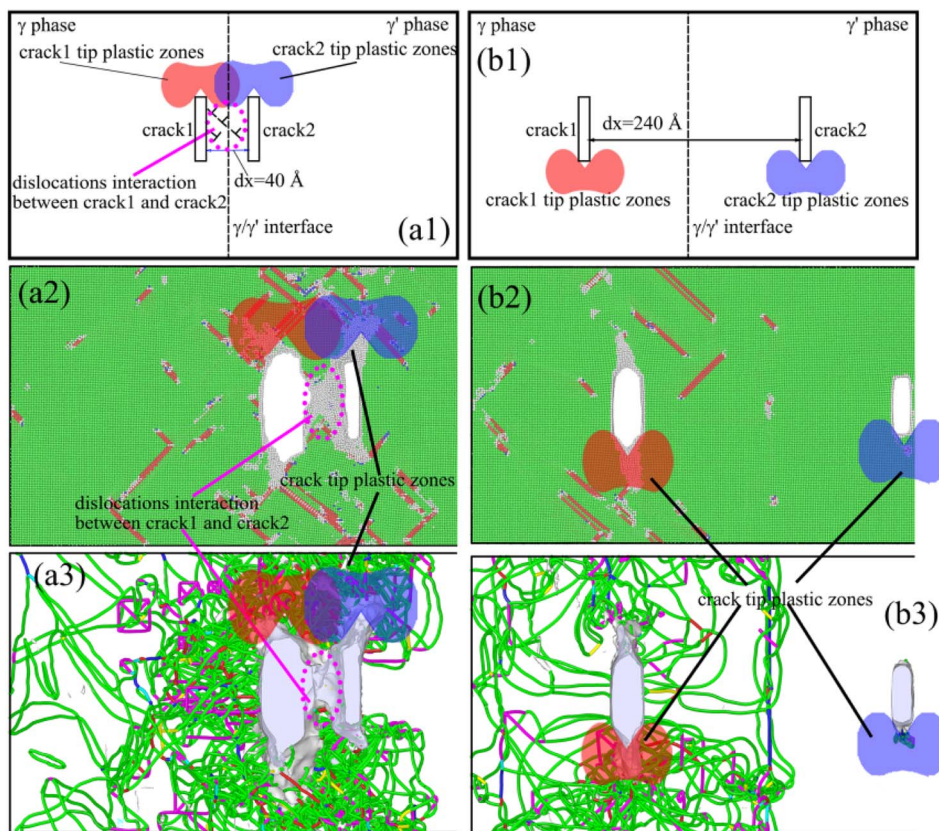 γ phase
γ' phase
crack1 tip plastic zones
crack2 tip plastic zones
crack1
crack2
dislocations interaction
between crack1 and crack2
dx=40 Å
γ/γ' interface
(a1)
γ phase
γ' phase
(b1)
dx=240 Å
crack1
crack2
crack1 tip plastic zones
crack2 tip plastic zones
γ/γ' interface
(a2)
crack tip plastic zones
dislocations interaction
between crack1 and crack2
(b2)
(a3)
crack tip plastic zones
(b3)